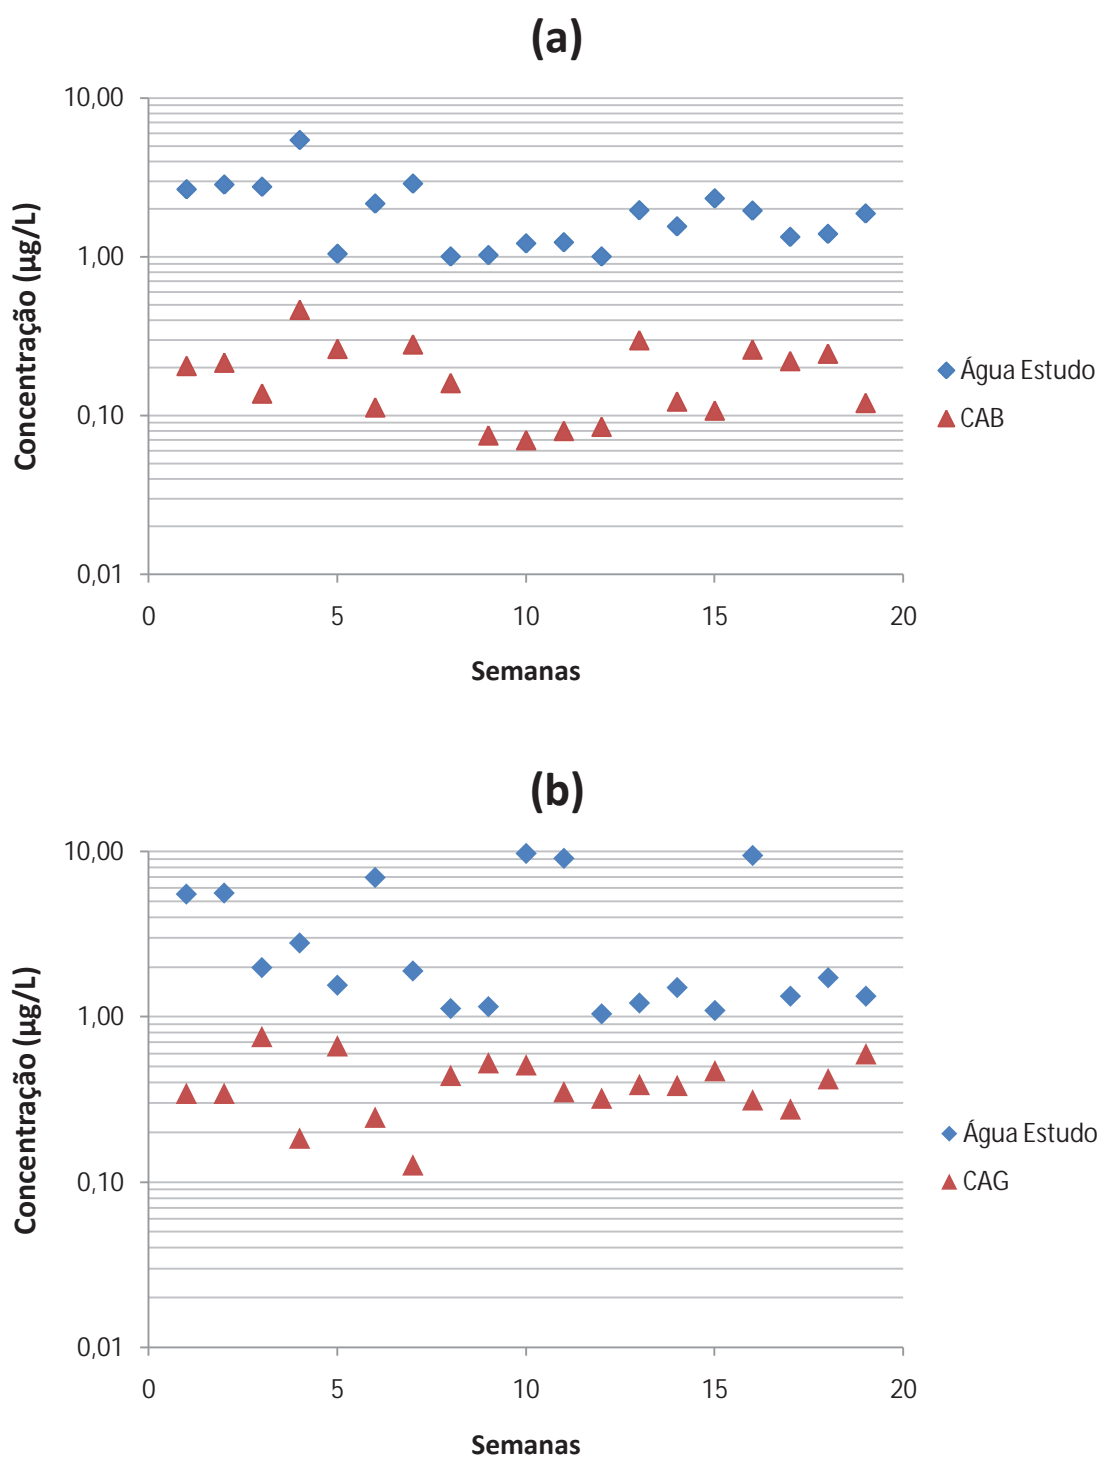 (a)
10,00
1,00
0,10
0,01
0 5 10 15 20
Concentração (µg/L)
Semanas
Água Estudo
CAB
(b)
10,00
1,00
0,10
0,01
0 5 10 15 20
Concentração (µg/L)
Semanas
Água Estudo
CAG